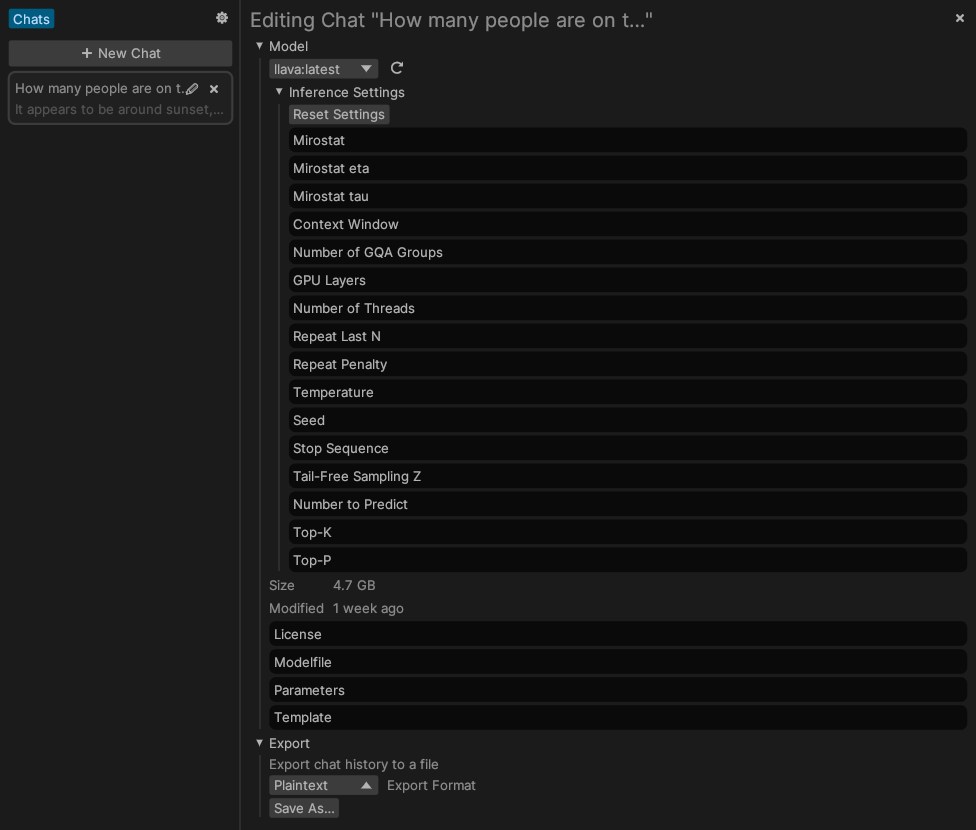 Chats
+ New Chat
How many people are on t...
It appears to be around sunset,...
Editing Chat "How many people are on t..."
Model
llava:latest
Inference Settings
Reset Settings
Mirostat
Mirostat eta
Mirostat tau
Context Window
Number of GQA Groups
GPU Layers
Number of Threads
Repeat Last N
Repeat Penalty
Temperature
Seed
Stop Sequence
Tail-Free Sampling Z
Number to Predict
Top-K
Top-P
Size 4.7 GB
Modified 1 week ago
License
Modelfile
Parameters
Template
Export
Export chat history to a file
Plaintext Export Format
Save As...